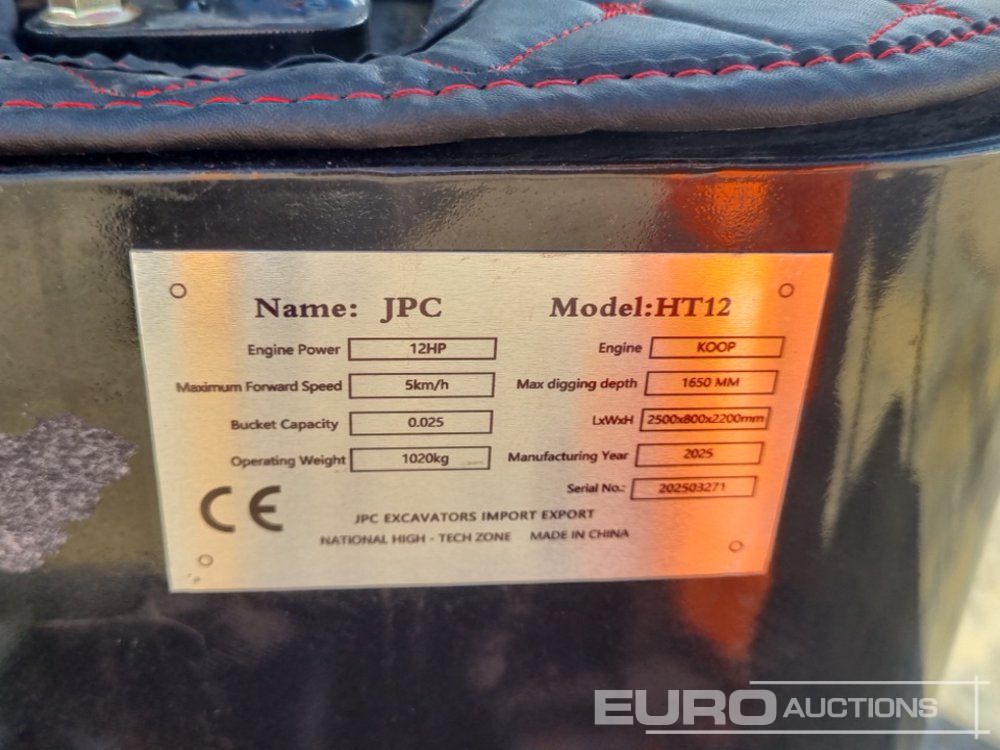 Name: JPC Model:HT12
Engine Power 12HP Engine KOOP
Maximum Forward Speed 5km/h Max digging depth 1650 MM
Bucket Capacity 0.025 LxWxH 2500x800x2200mm
Operating Weight 1020kg Manufacturing Year 2025
Serial No.: 202503271
CE
JPC EXCAVATORS IMPORT EXPORT
NATIONAL HIGH - TECH ZONE MADE IN CHINA
EURO AUCTIONS